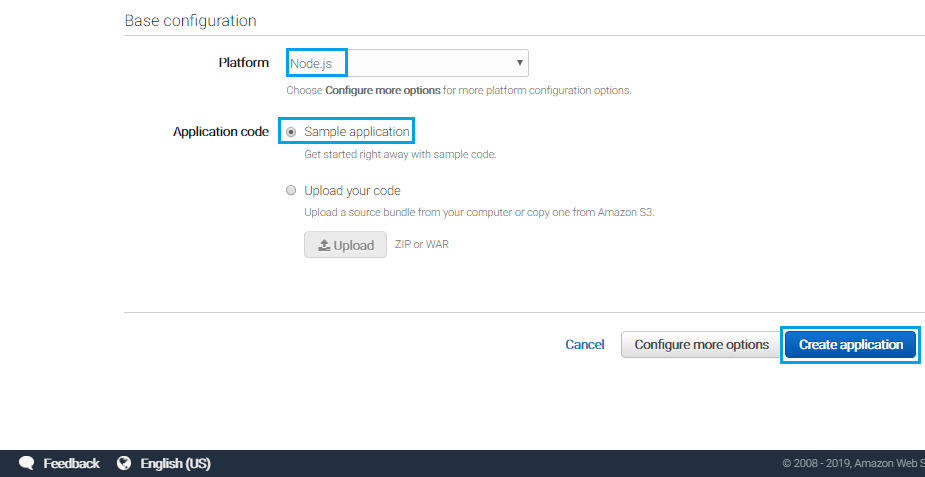 Base configuration
Platform Node.js
Choose Configure more options for more platform configuration options.
Application code Sample application
Get started right away with sample code.
Upload your code
Upload a source bundle from your computer or copy one from Amazon S3.
Upload ZIP or WAR
Cancel Configure more options Create application
Feedback English (US) © 2008 - 2019, Amazon Web S